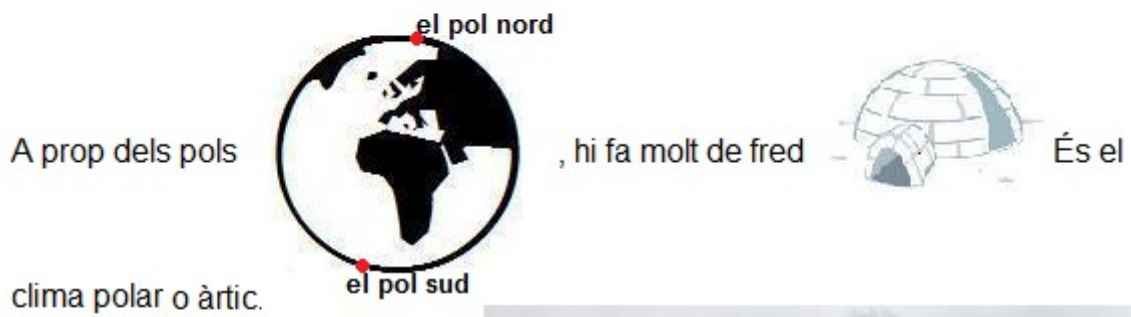 el pol nord
A prop dels pols , hi fa molt de fred És el
el pol sud
clima polar o àrtic.